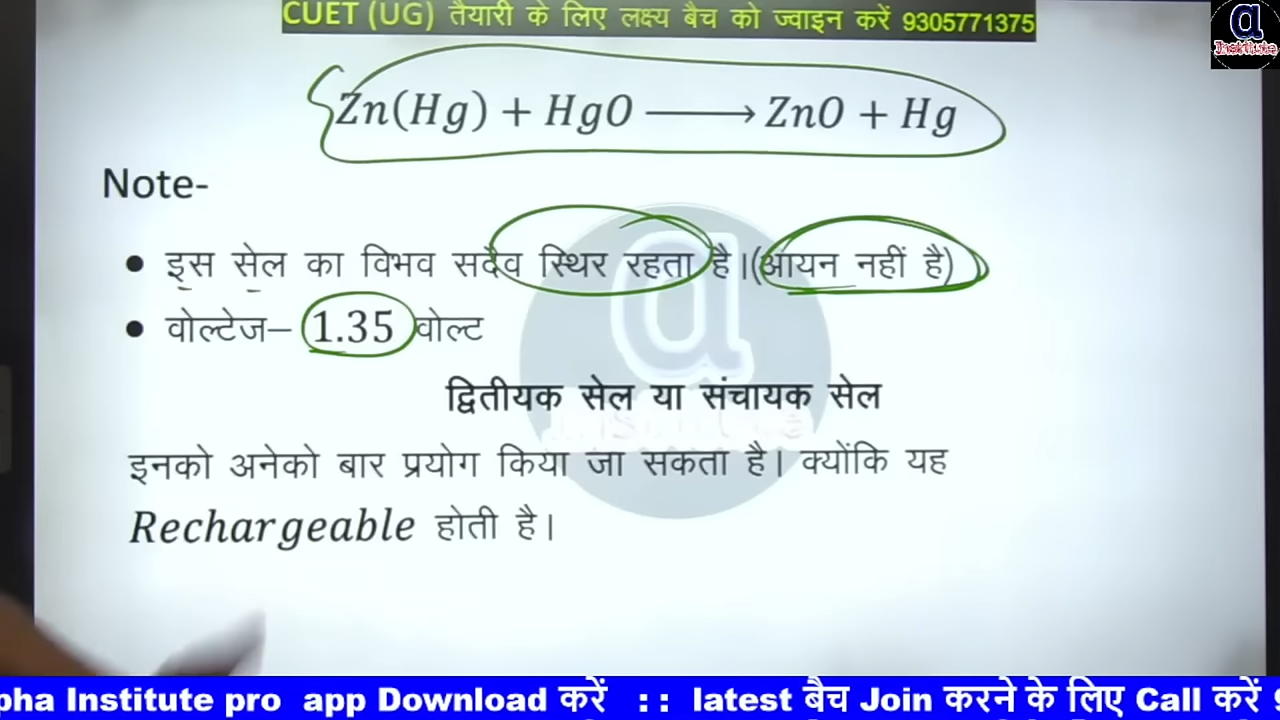 CUET (UG) तैयारी के लिए लक्ष्य बैच को ज्वाइन करें 9305771375
a
Institute
Zn(Hg) + HgO ⟶ ZnO + Hg
Note-
• इस सेल का विभव सदैव स्थिर रहता है।(आयन नहीं है)
• वोल्टेज– 1.35 वोल्ट
द्वितीयक सेल या संचायक सेल
इनको अनेको बार प्रयोग किया जा सकता है। क्योंकि यह
Rechargeable होती है।
pha Institute pro app Download करें :: latest बैच Join करने के लिए Call करें 9